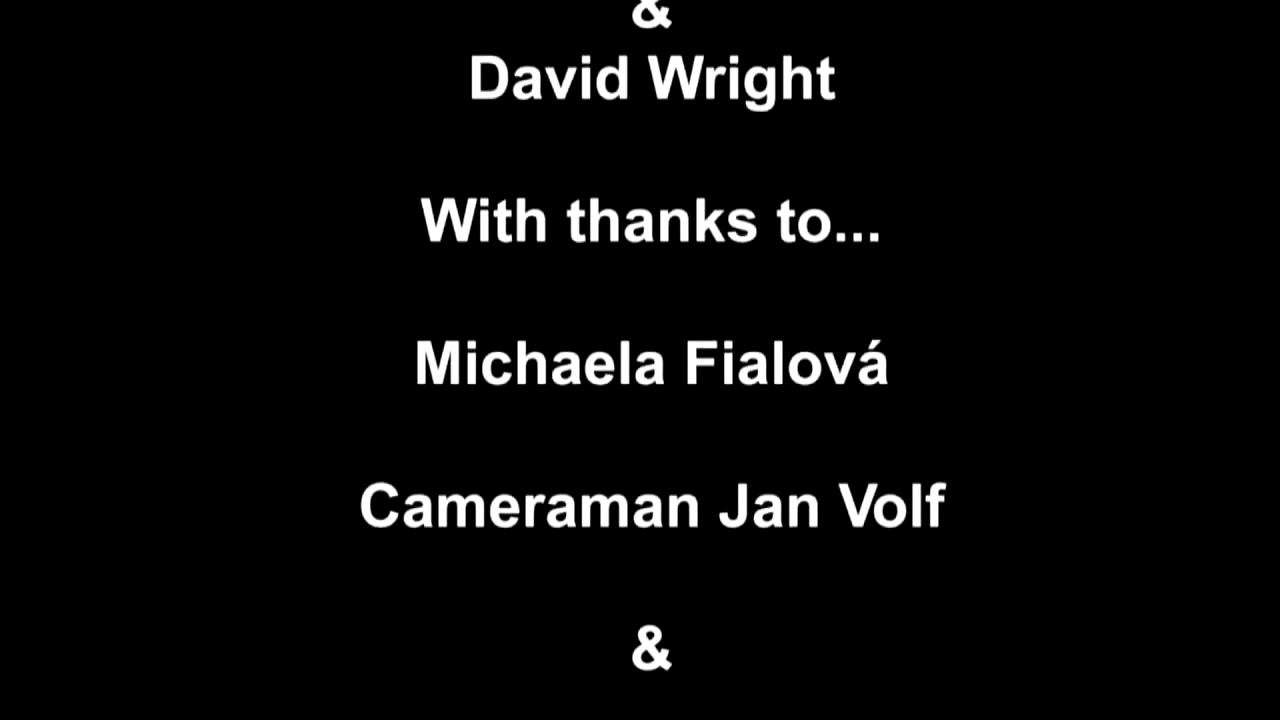 &
David Wright
With thanks to...
Michaela Fialová
Cameraman Jan Volf
&